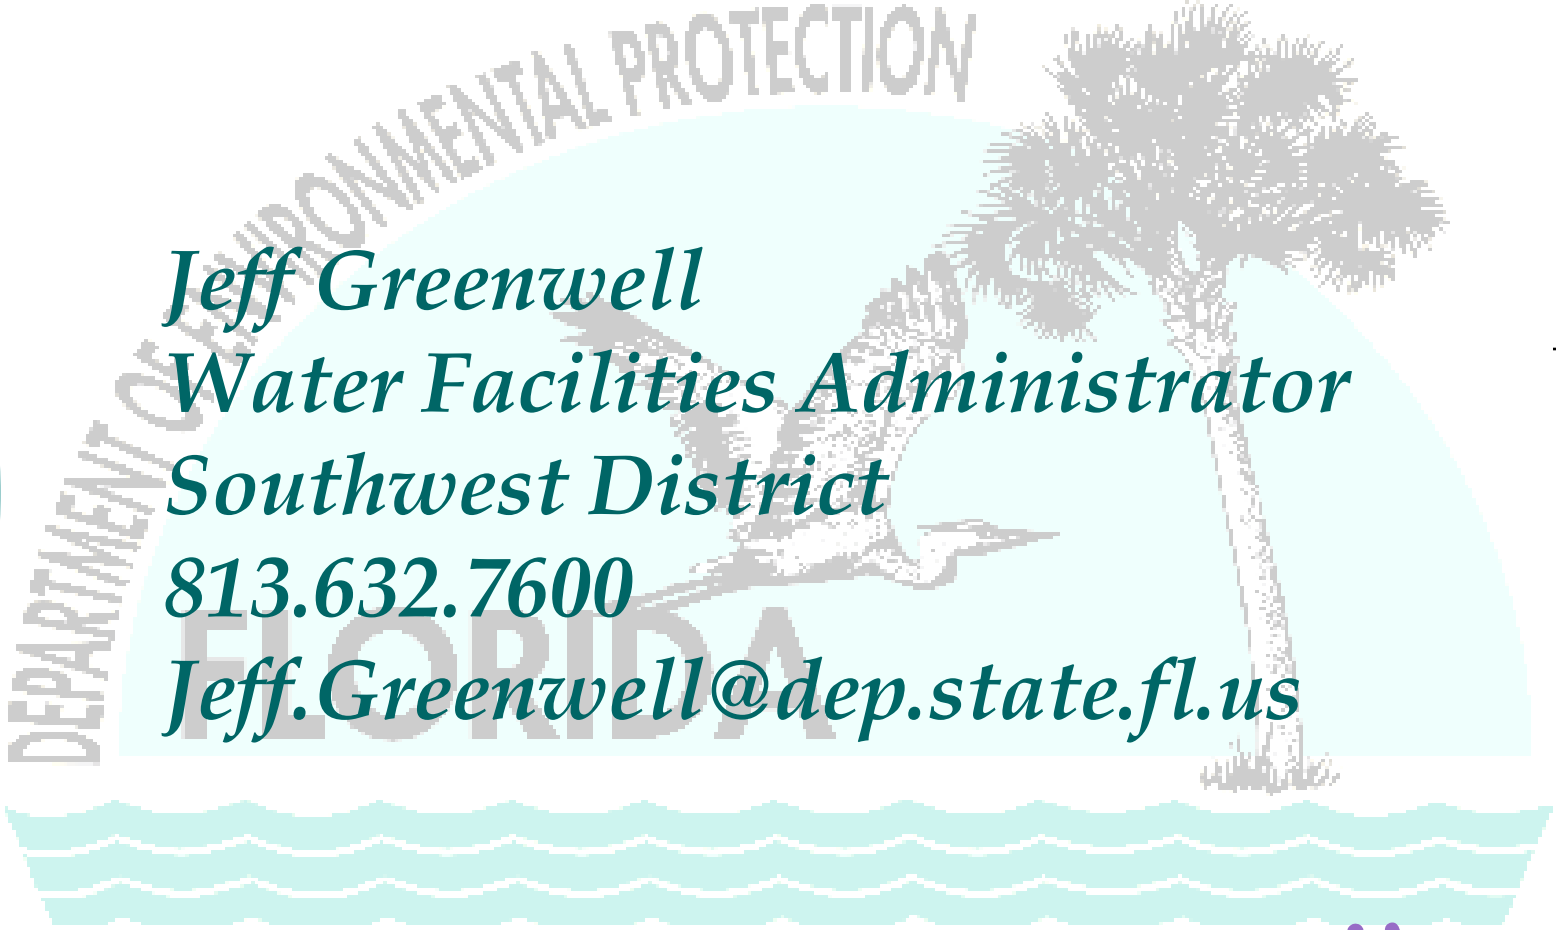 DEPARTMENT OF ENVIRONMENTAL PROTECTION
Jeff Greenwell
Water Facilities Administrator
Southwest District
813.632.7600
FLORIDA
Jeff.Greenwell@dep.state.fl.us